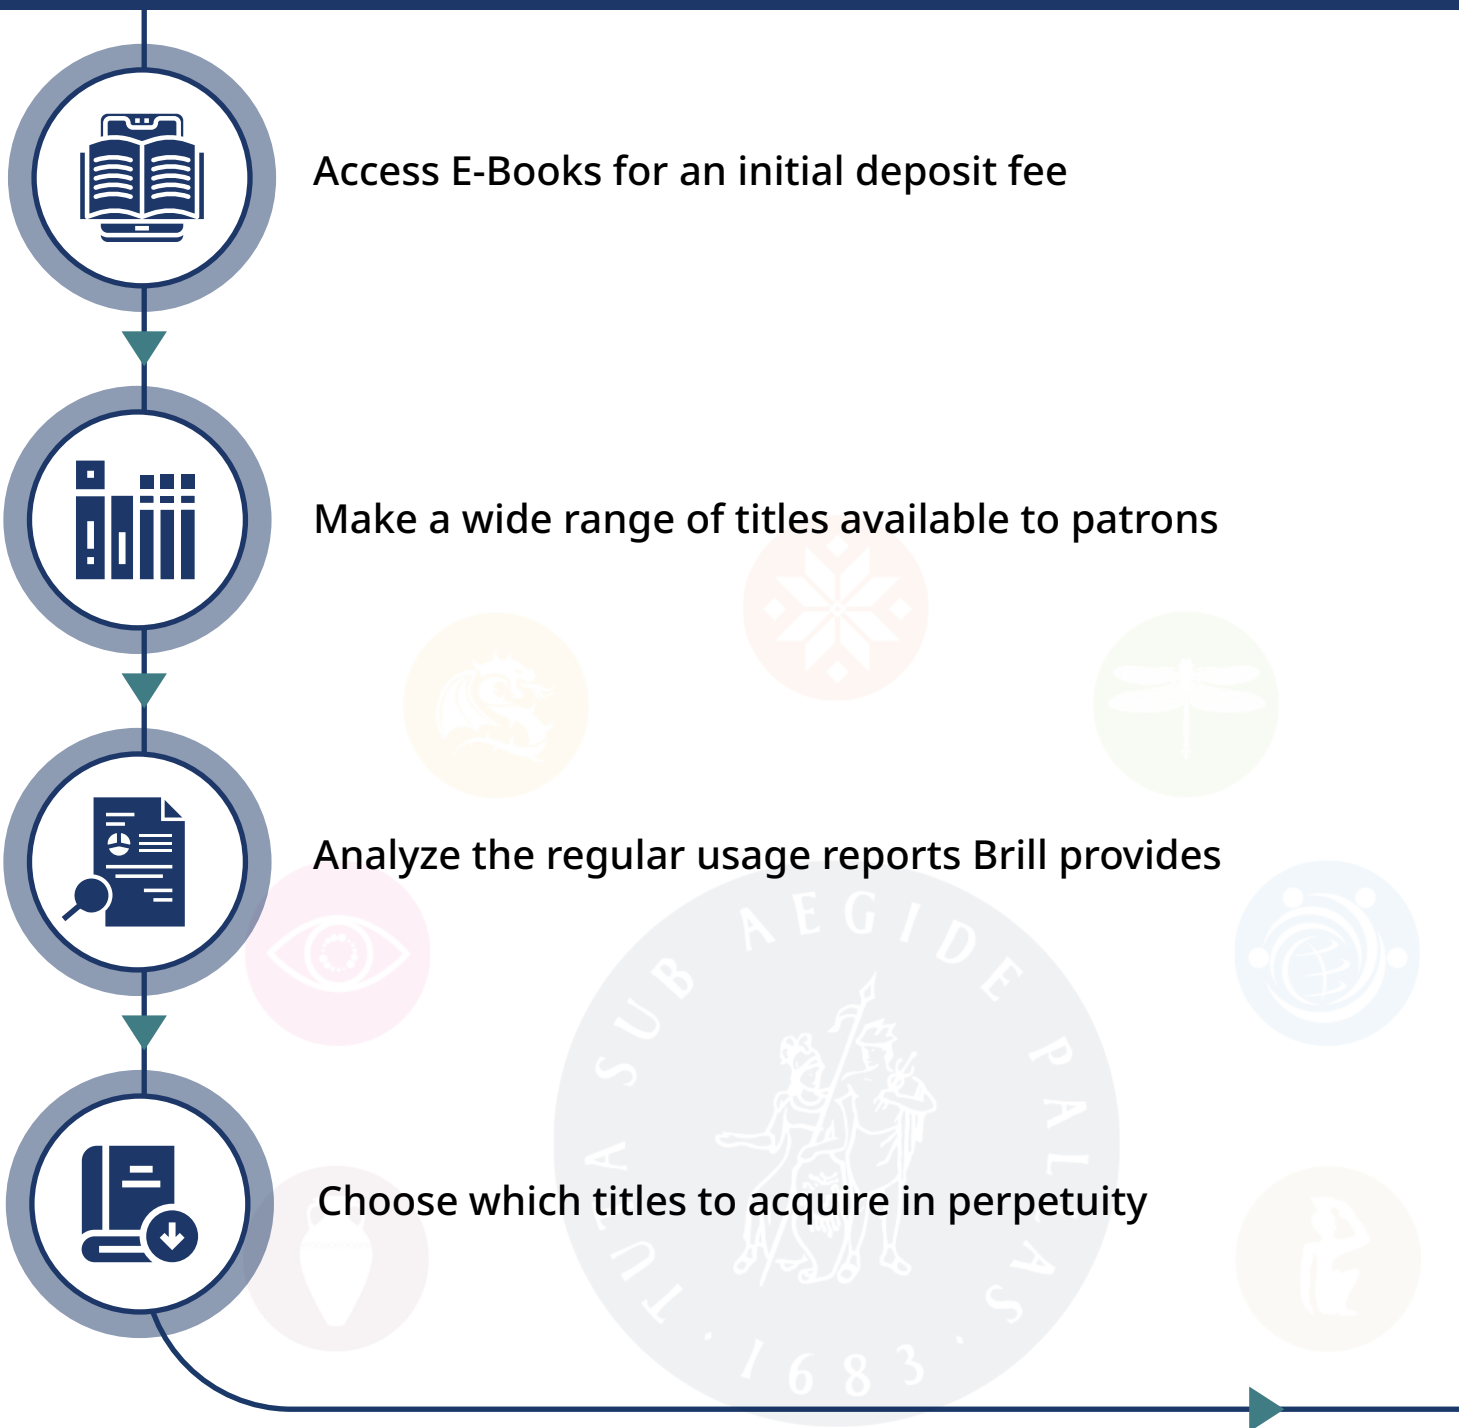 Access E-Books for an initial deposit fee
Make a wide range of titles available to patrons
Analyze the regular usage reports Brill provides
Choose which titles to acquire in perpetuity
TUTA SUB AEGIDE PALLAS · 1683 ·